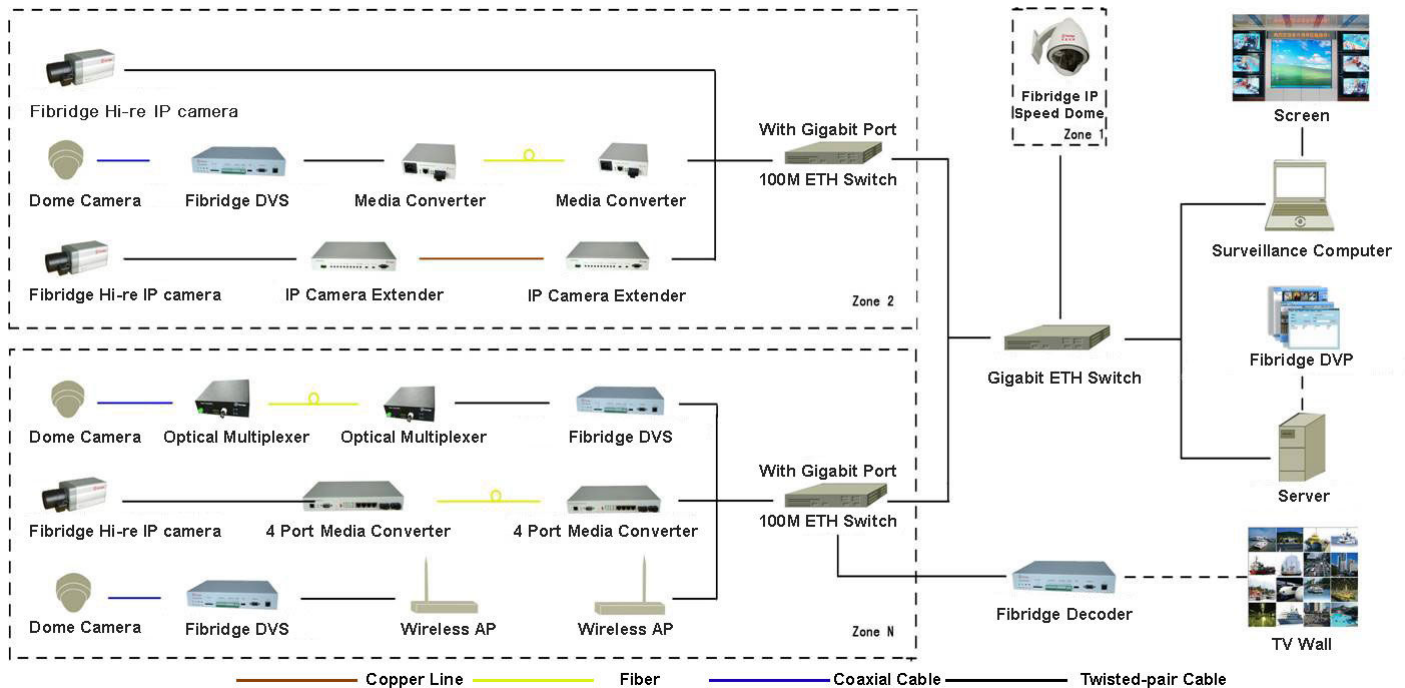 Fibridge Hi-re IP camera
With Gigabit Port
100M ETH Switch
Dome Camera
Fibridge DVS
Media Converter
Media Converter
Fibridge Hi-re IP camera
IP Camera Extender
IP Camera Extender
Zone 2
Fibridge IP
Speed Dome
Zone 1
Screen
Surveillance Computer
Fibridge DVP
Gigabit ETH Switch
Server
Dome Camera
Optical Multiplexer
Optical Multiplexer
Fibridge DVS
With Gigabit Port
100M ETH Switch
Fibridge Hi-re IP camera
4 Port Media Converter
4 Port Media Converter
Dome Camera
Fibridge DVS
Wireless AP
Wireless AP
Zone N
Fibridge Decoder
TV Wall
Copper Line
Fiber
Coaxial Cable
Twisted-pair Cable